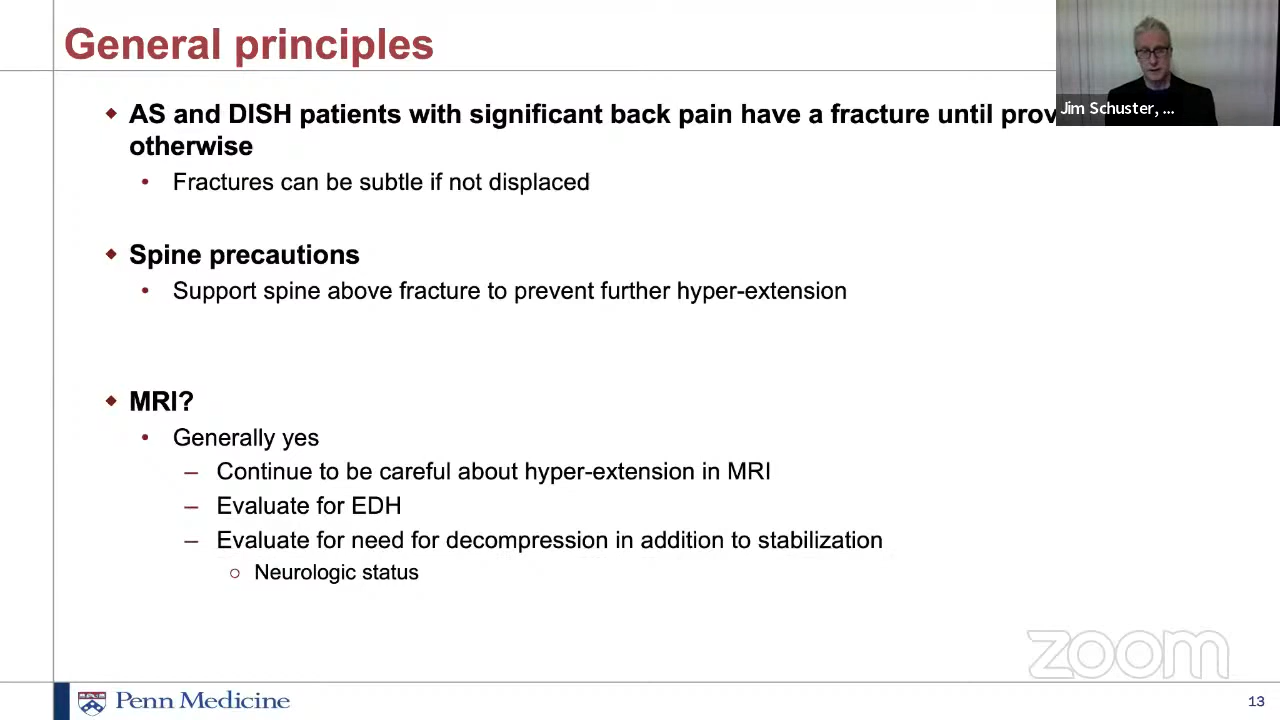 General principles
AS and DISH patients with significant back pain have a fracture until prov
otherwise
Fractures can be subtle if not displaced
Spine precautions
Support spine above fracture to prevent further hyper-extension
MRI?
Generally yes
Continue to be careful about hyper-extension in MRI
Evaluate for EDH
Evaluate for need for decompression in addition to stabilization
Neurologic status
Jim Schuster, ...
zoom
Penn Medicine
13